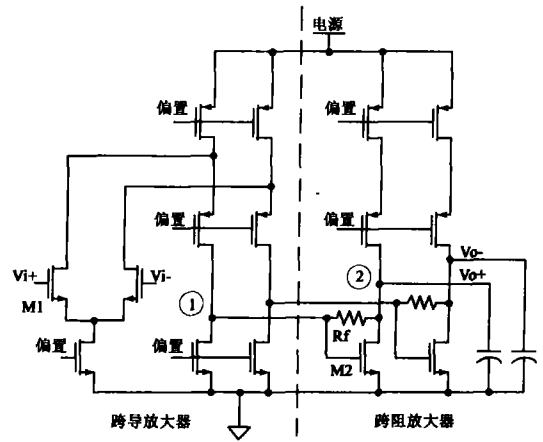 电源
偏置
偏置
偏置
偏置
Vo-
Vi+
Vi-
①
②
Vo+
M1
Rf
偏置
偏置
M2
跨导放大器
跨阻放大器